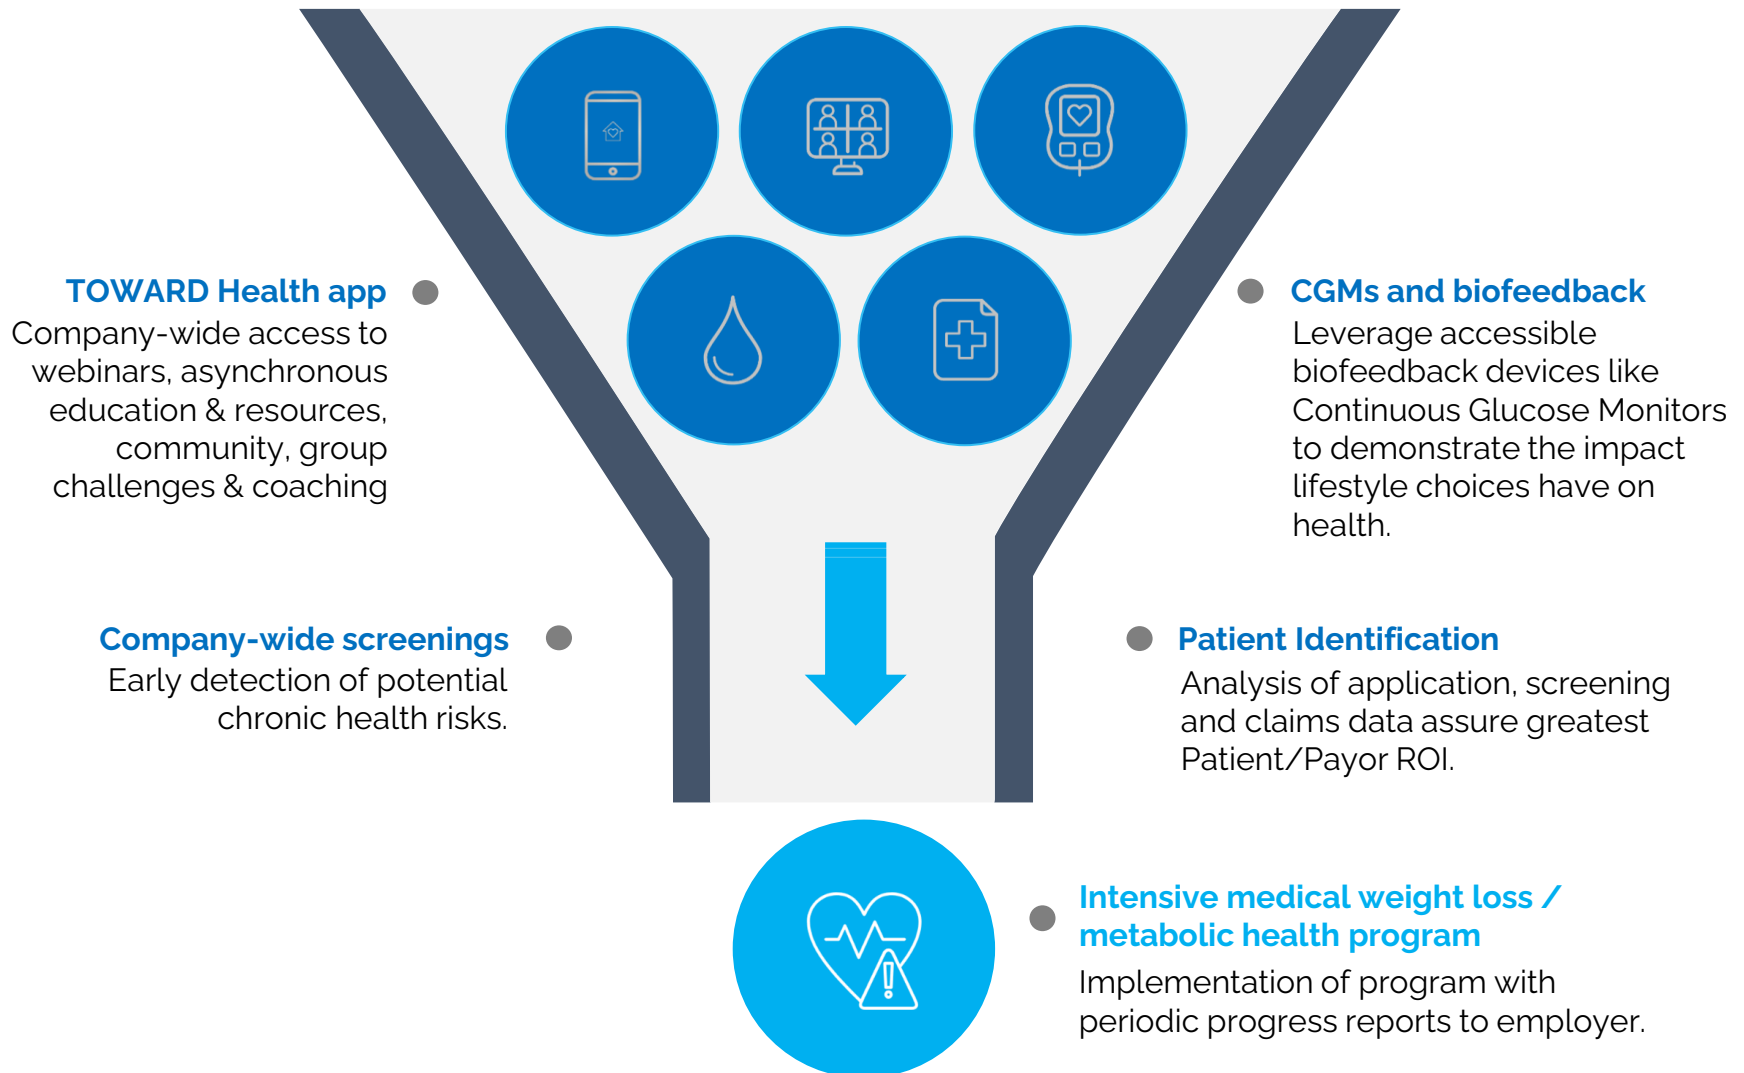 TOWARD Health app
Company-wide access to
webinars, asynchronous
education & resources,
community, group
challenges & coaching
CGMs and biofeedback
Leverage accessible
biofeedback devices like
Continuous Glucose Monitors
to demonstrate the impact
lifestyle choices have on
health.
Company-wide screenings
Early detection of potential
chronic health risks.
Patient Identification
Analysis of application, screening
and claims data assure greatest
Patient/Payor ROI.
Intensive medical weight loss /
metabolic health program
Implementation of program with
periodic progress reports to employer.